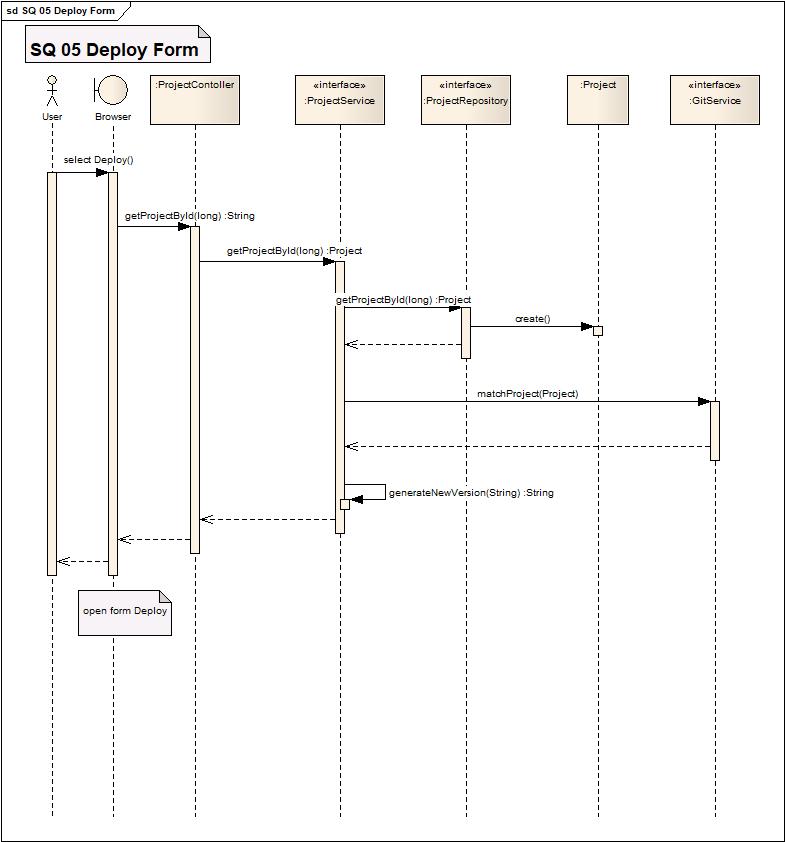 sd SQ 05 Deploy Form
SQ 05 Deploy Form
User
Browser
:ProjectContoller
«interface»
:ProjectService
«interface»
:ProjectRepository
:Project
«interface»
:GitService
select Deploy()
getProjectById(long) :String
getProjectById(long) :Project
getProjectById(long) :Project
create()
matchProject(Project)
generateNewVersion(String) :String
open form Deploy